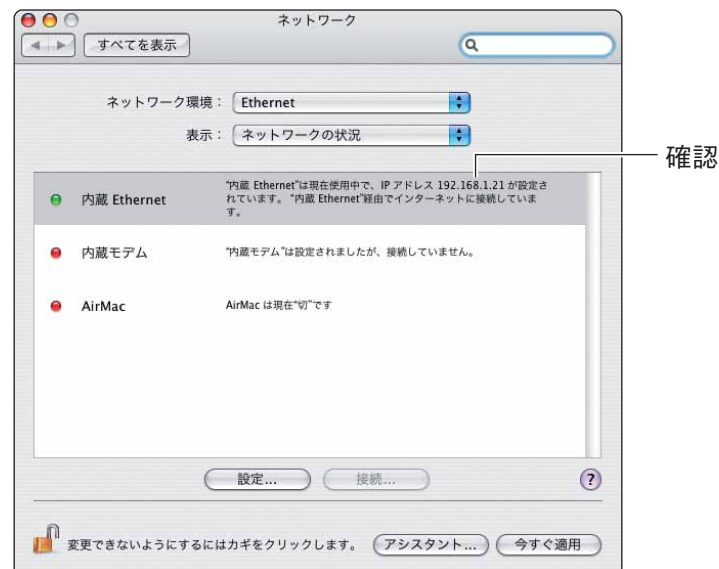 ネットワーク
すべてを表示
ネットワーク環境： Ethernet
表示： ネットワークの状況
確認
内蔵 Ethernet
“内蔵 Ethernet”は現在使用中で、IP アドレス 192.168.1.21 が設定さ
れています。“内蔵 Ethernet”経由でインターネットに接続していま
す。
内蔵モデム
“内蔵モデム”は設定されましたが、接続していません。
AirMac
AirMac は現在“切”です
設定...
接続...
?
変更できないようにするにはカギをクリックします。
アシスタント...
今すぐ適用